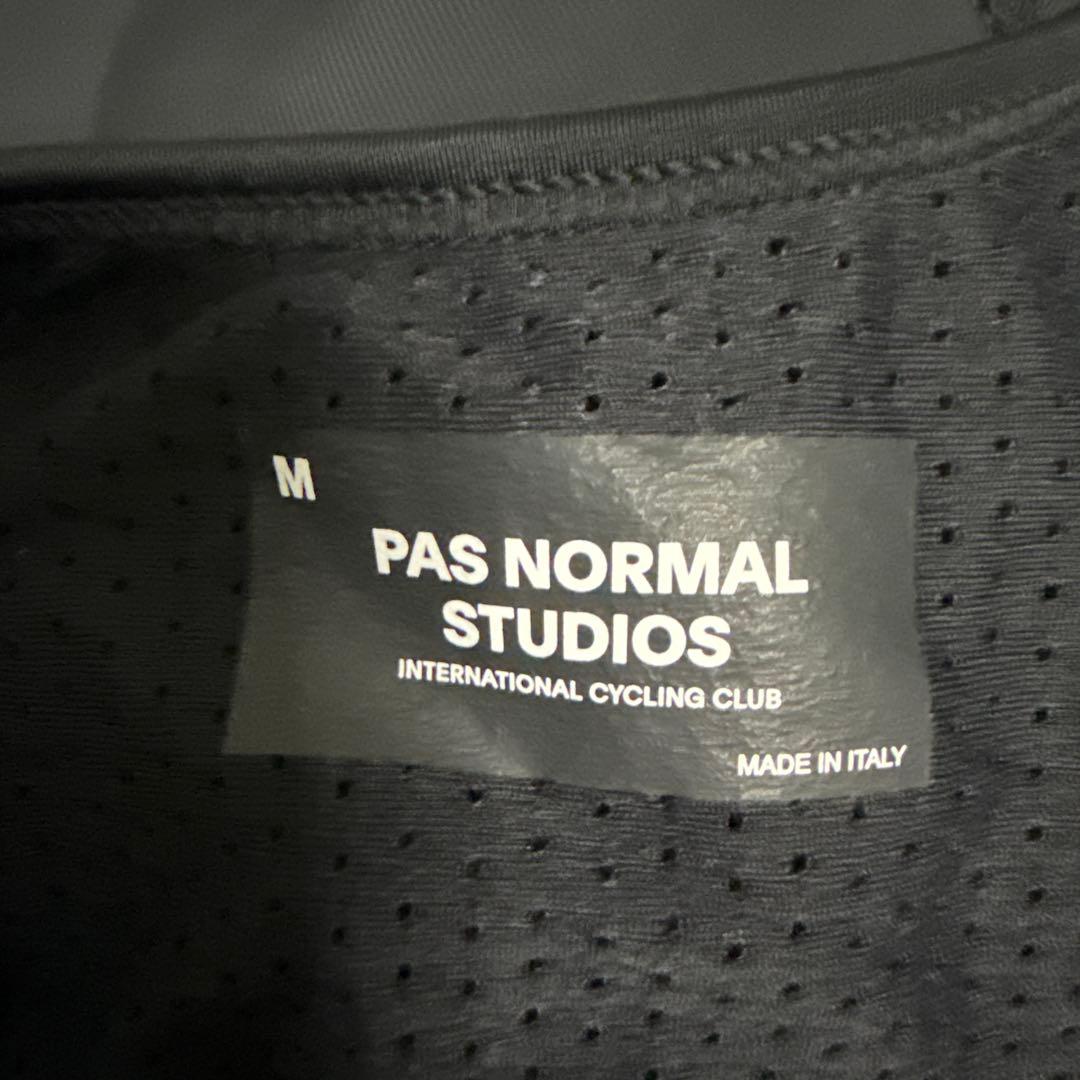 M
PAS NORMAL
STUDIOS
INTERNATIONAL CYCLING CLUB
MADE IN ITALY